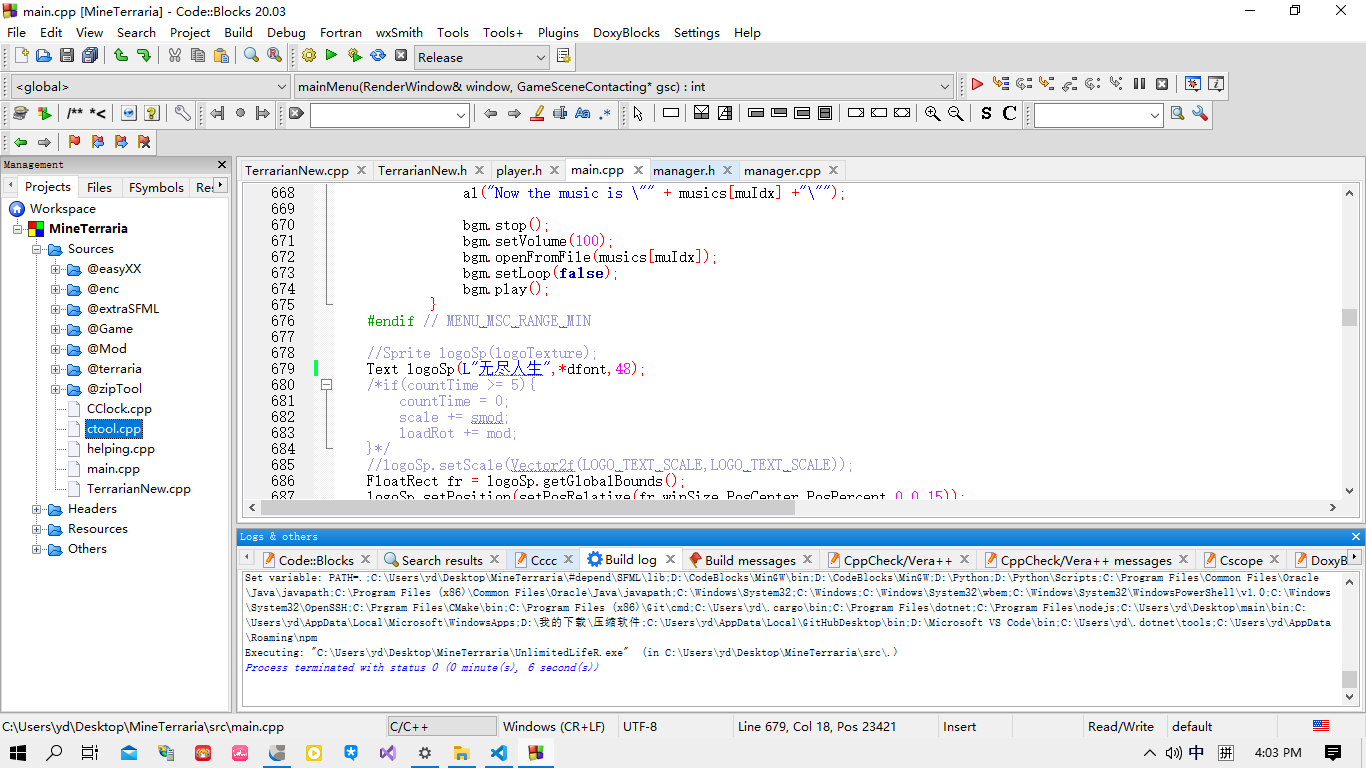 main.cpp [MineTerraria] - Code::Blocks 20.03
File Edit View Search Project Build Debug Fortran wxSmith Tools Tools+ Plugins DoxyBlocks Settings Help
Release
<global>
mainMenu(RenderWindow& window, GameSceneContacting* gsc) : int
/** *<
Aa .*
S C
Management
Projects Files FSymbols Re
Workspace
MineTerraria
Sources
@easyXX
@enc
@extraSFML
@Game
@Mod
@terraria
@zipTool
CClock.cpp
ctool.cpp
helping.cpp
main.cpp
TerrarianNew.cpp
Headers
Resources
Others
TerrarianNew.cpp TerrarianNew.h player.h main.cpp manager.h manager.cpp
668 al("Now the music is \"" + musics[muIdx] +"\"");
669
670 bgm.stop();
671 bgm.setVolume(100);
672 bgm.openFromFile(musics[muIdx]);
673 bgm.setLoop(false);
674 bgm.play();
675 }
676 #endif // MENU_MSC_RANGE_MIN
677
678 //Sprite logoSp(logoTexture);
679 Text logoSp(L"无尽人生",*dfont,48);
680 /*if(countTime >= 5){
681 countTime = 0;
682 scale += smod;
683 loadRot += mod;
684 }*/
685 //logoSp.setScale(Vector2f(LOGO_TEXT_SCALE,LOGO_TEXT_SCALE));
686 FloatRect fr = logoSp.getGlobalBounds();
687 logoSp.setPosition(setPosRelative(fr,winSize,PosCenter,PosPercent,0,0.15));
Logs & others
Code::Blocks Search results Cccc Build log Build messages CppCheck/Vera++ CppCheck/Vera++ messages Cscope DoxyB
Set variable: PATH=.;C:\Users\yd\Desktop\MineTerraria\#depend\SFML\lib;D:\CodeBlocks\MinGW\bin;D:\CodeBlocks\MinGW;D:\Python;D:\Python\Scripts;C:\Program Files\Common Files\Oracle
\Java\javapath;C:\Program Files (x86)\Common Files\Oracle\Java\javapath;C:\Windows\System32;C:\Windows;C:\Windows\System32\wbem;C:\Windows\System32\WindowsPowerShell\v1.0;C:\Windows
\System32\OpenSSH;C:\Prgram Files\CMake\bin;C:\Program Files (x86)\Git\cmd;C:\Users\yd\.cargo\bin;C:\Program Files\dotnet;C:\Program Files\nodejs;C:\Users\yd\Desktop\main\bin;C:
\Users\yd\AppData\Local\Microsoft\WindowsApps;D:\我的下载\压缩软件;C:\Users\yd\AppData\Local\GitHubDesktop\bin;D:\Microsoft VS Code\bin;C:\Users\yd\.dotnet\tools;C:\Users\yd\AppData
\Roaming\npm
Executing: "C:\Users\yd\Desktop\MineTerraria\UnlimitedLifeR.exe" (in C:\Users\yd\Desktop\MineTerraria\src\.)
Process terminated with status 0 (0 minute(s), 6 second(s))
C:\Users\yd\Desktop\MineTerraria\src\main.cpp C/C++ Windows (CR+LF) UTF-8 Line 679, Col 18, Pos 23421 Insert Read/Write default
中 拼 4:03 PM